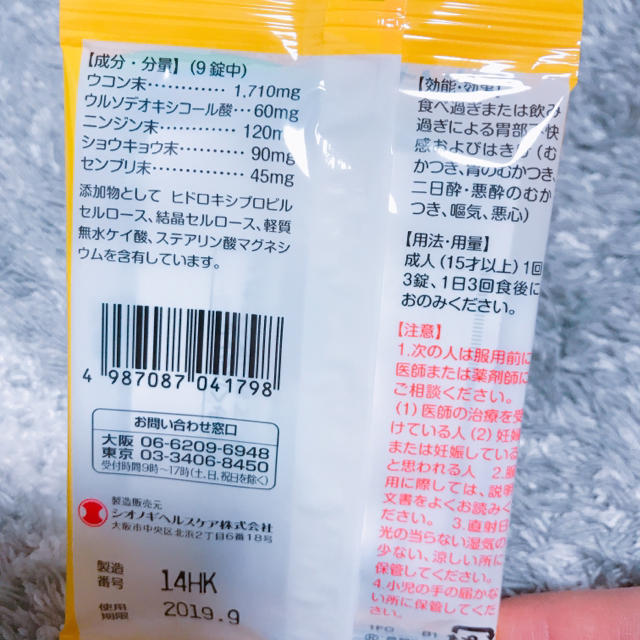 【成分・分量】(9錠中)
ウコン末············1,710mg
ウルソデオキシコール酸···60mg
ニンジン末············120mg
ショウキョウ末·········90mg
センブリ末············45mg
添加物として ヒドロキシプロピル
セルロース、結晶セルロース、軽質
無水ケイ酸、ステアリン酸マグネシ
ウムを含有しています。
4 987087 041798
お問い合わせ窓口
大阪 06-6209-6948
東京 03-3406-8450
受付時間9時〜17時(土、日、祝日を除く)
製造販売元
シオノギヘルスケア株式会社
大阪市中央区北浜2丁目6番18号
製造
番号 14HK
使用
期限 2019.9
【効能・効果】
食べ過ぎまたは飲み
過ぎによる胃部不快
感およびはきけ(む
かつき、胃のむかつき、
二日酔・悪酔のむか
つき、嘔気、悪心)
【用法・用量】
成人(15才以上)1回
3錠、1日3回食後に
おのみください。
【注意】
1.次の人は服用前に
医師または薬剤師に
ご相談ください。
(1)医師の治療を受
けている人(2)妊婦
または妊娠している
と思われる人 2.服
用に際しては、説明
文書をよくお読みく
ださい。 3.直射日
光の当らない湿気の
少ない、涼しい所に
保管してください。
4.小児の手の届かな
い所に保管してくだ
さい。